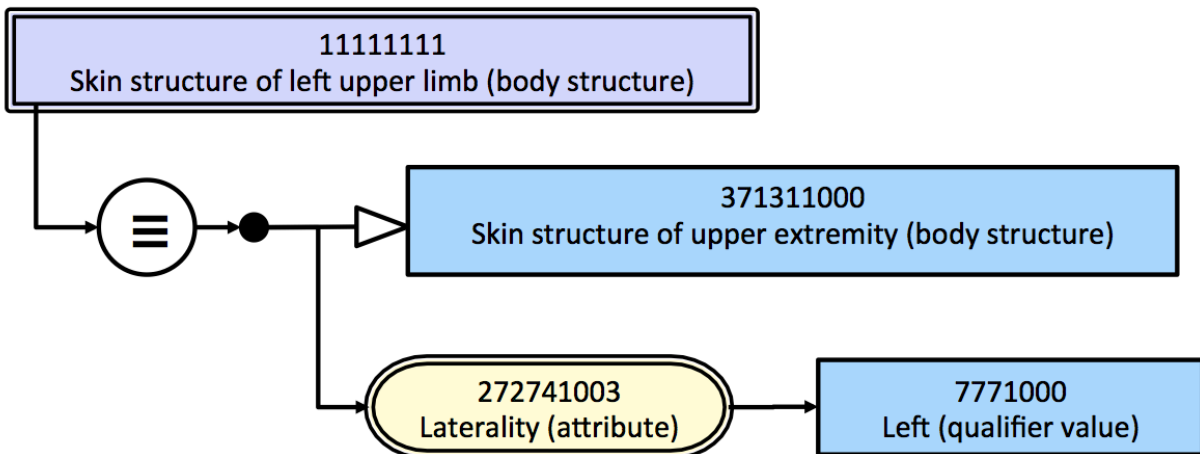 11111111
Skin structure of left upper limb (body structure)
≡
371311000
Skin structure of upper extremity (body structure)
272741003
Laterality (attribute)
7771000
Left (qualifier value)